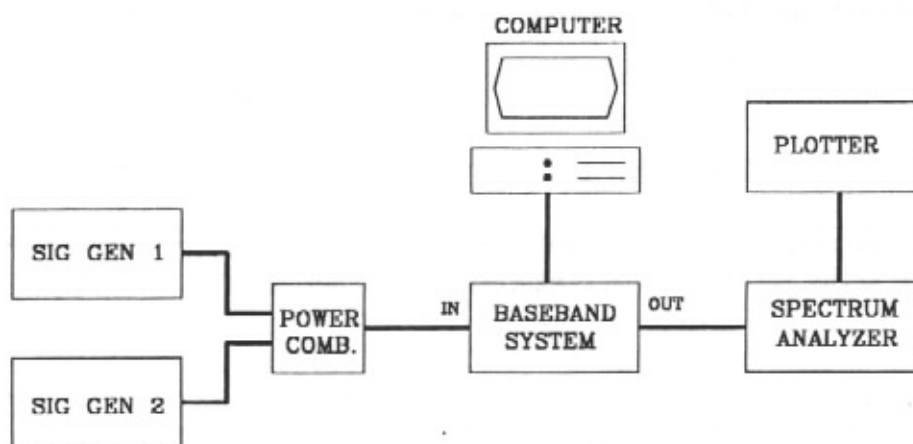 COMPUTER
PLOTTER
SIG GEN 1
POWER
COMB.
IN
BASEBAND
SYSTEM
OUT
SPECTRUM
ANALYZER
SIG GEN 2